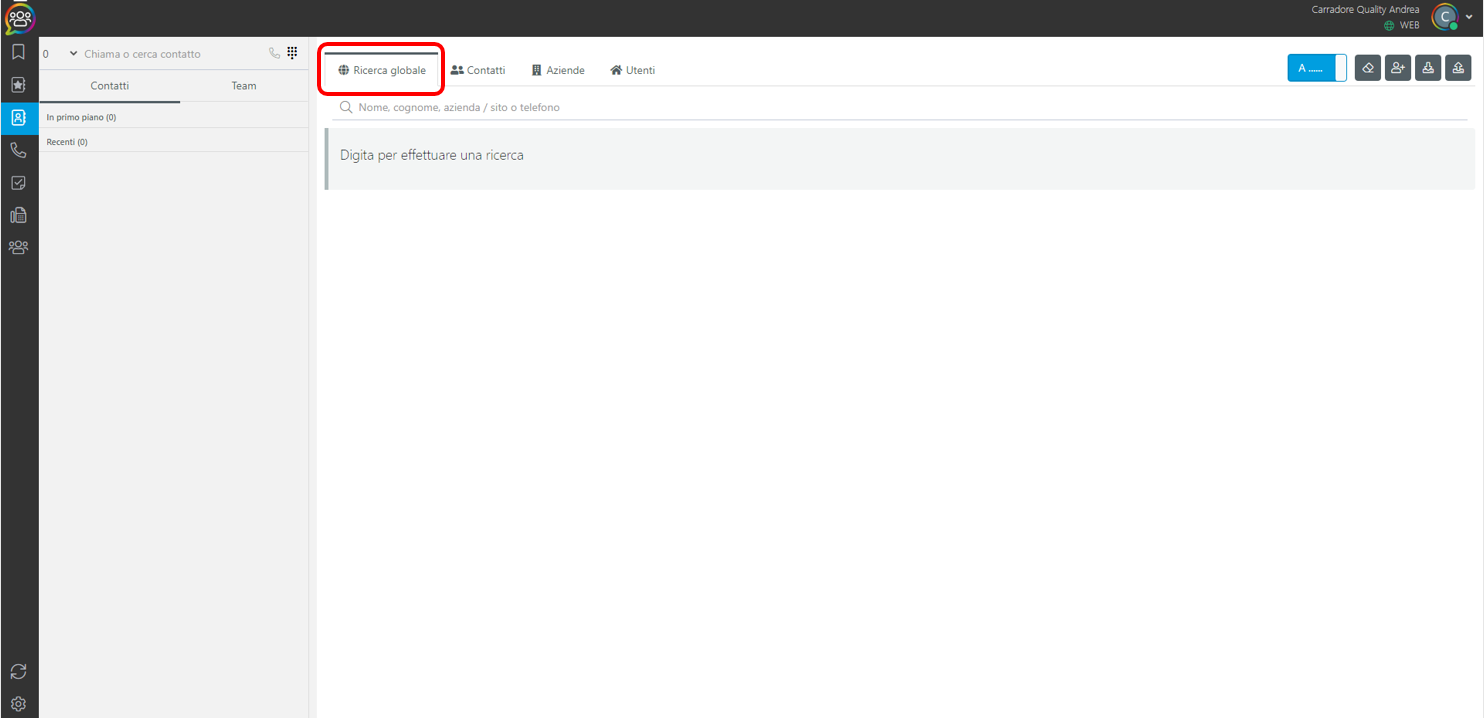 Carradore Quality Andrea
WEB
C
0
Chiama o cerca contatto
Contatti
Team
In primo piano (0)
Recenti (0)
Ricerca globale
Contatti
Aziende
Utenti
A ......
Nome, cognome, azienda / sito o telefono
Digita per effettuare una ricerca